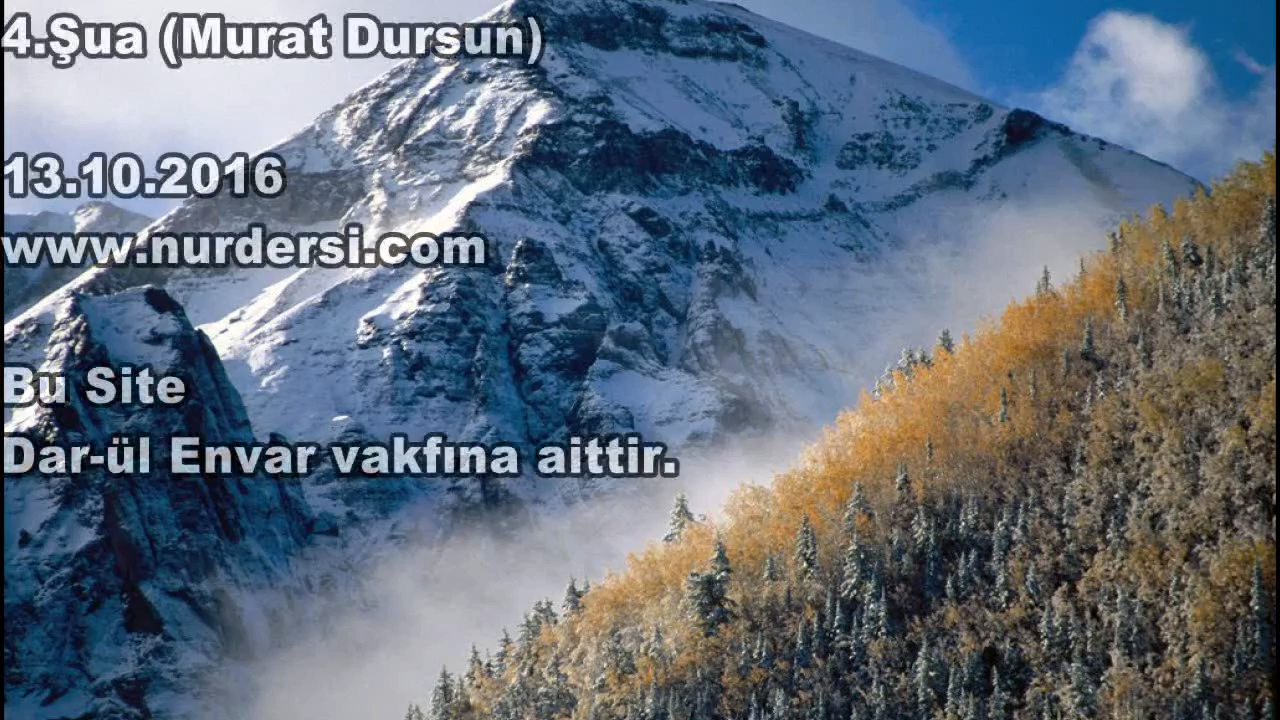 4.Şua (Murat Dursun)
13.10.2016
www.nurdersi.com
Bu Site
Dar-ül Envar vakfına aittir.